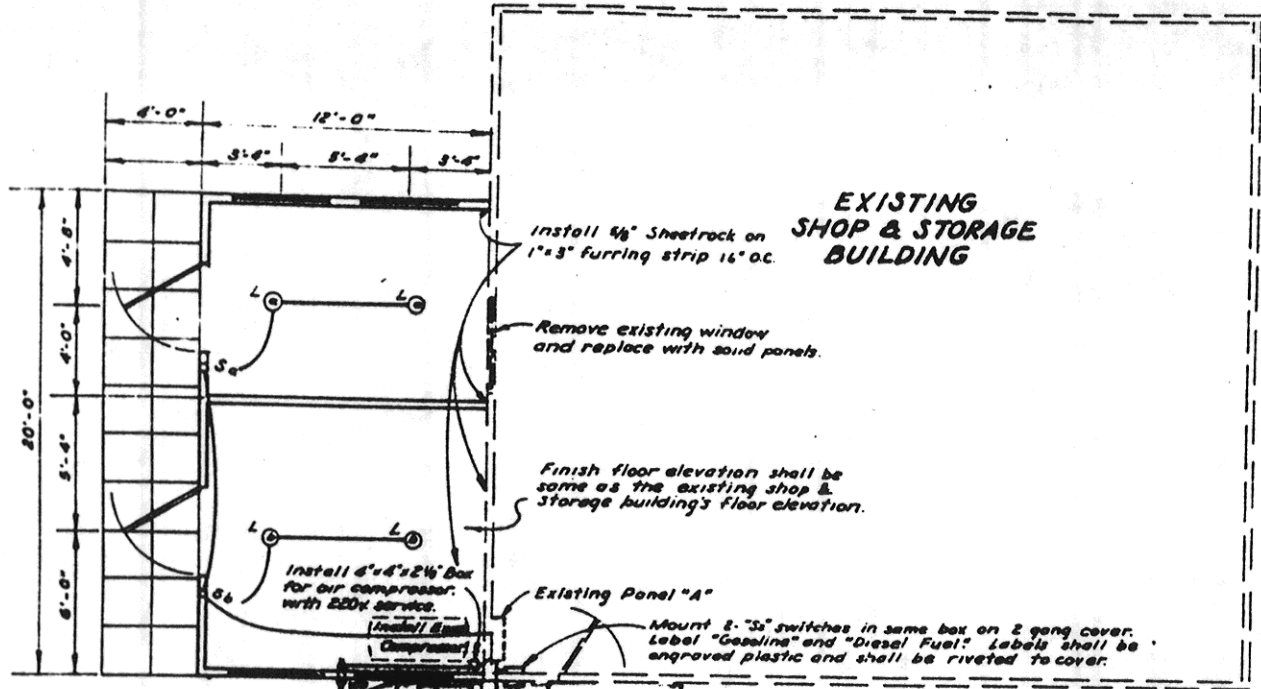 4'-0"
12'-0"
3'-4"
5'-4"
3'-4"
20'-0"
4'-8"
4'-0"
5'-4"
6'-0"
EXISTING
SHOP & STORAGE
BUILDING
Install 5/8" Sheetrock on
1"x3" furring strip 16" O.C.
Remove existing window
and replace with solid panels.
L a
L a
Sa
Finish floor elevation shall be
same as the existing shop &
storage building's floor elevation.
L b
L b
Sb
Install 4"x4"x2 1/8" Box
for air compressor.
with 220v service.
Install
Compressor
Existing Panel "A"
Mount 2-"S2" switches in same box on 2 gang cover.
Label "Gasoline" and "Diesel Fuel." Labels shall be
engraved plastic and shall be riveted to cover.